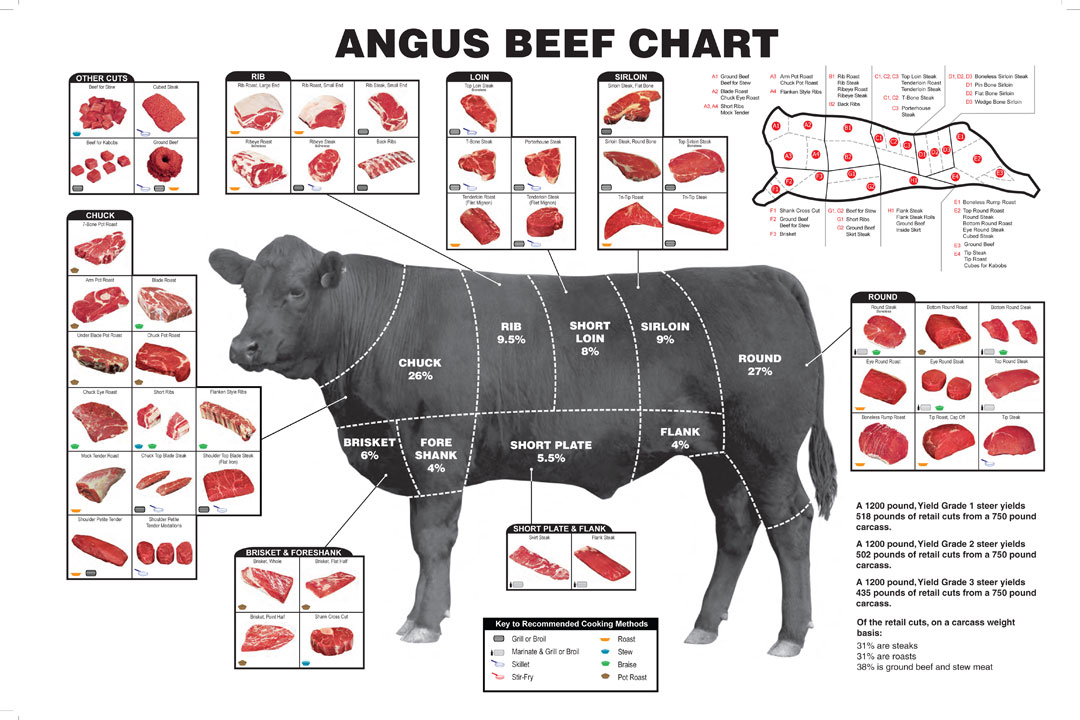 ANGUS BEEF CHART
OTHER CUTS
Beef for Stew
Cubed Steak
Beef for Kabobs
Ground Beef
RIB
Rib Roast, Large End
Rib Roast, Small End
Rib Steak, Small End
Ribeye Roast
Boneless
Ribeye Steak
Boneless
Back Ribs
LOIN
Top Loin Steak
Boneless
T-Bone Steak
Porterhouse Steak
Tenderloin Roast
(Filet Mignon)
Tenderloin Steak
(Filet Mignon)
SIRLOIN
Sirloin Steak, Flat Bone
Sirloin Steak, Round Bone
Top Sirloin Steak
Boneless
Tri-Tip Roast
Tri-Tip Steak
A1 Ground Beef
Beef for Stew
A2 Blade Roast
Chuck Eye Roast
A3, A4 Short Ribs
Mock Tender
A3 Arm Pot Roast
Chuck Pot Roast
A4 Flanken Style Ribs
B1 Rib Roast
Rib Steak
Ribeye Roast
Ribeye Steak
B2 Back Ribs
C1, C2, C3 Top Loin Steak
Tenderloin Roast
Tenderloin Steak
C1, C2 T-Bone Steak
C3 Porterhouse
Steak
D1, D2, D3 Boneless Sirloin Steak
D1 Pin Bone Sirloin
D2 Flat Bone Sirloin
D3 Wedge Bone Sirloin
A1
A2
B1
C1
C2
C3
D1
D2
D3
E1
E2
A3
A4
B2
F1
F2
F3
G1
G2
H1
E4
E3
F1 Shank Cross Cut
F2 Ground Beef
Beef for Stew
F3 Brisket
G1, G2 Beef for Stew
G1 Short Ribs
G2 Ground Beef
Skirt Steak
H1 Flank Steak
Flank Steak Rolls
Ground Beef
Inside Skirt
E1 Boneless Rump Roast
E2 Top Round Roast
Round Steak
Bottom Round Roast
Eye Round Steak
Cubed Steak
E3 Ground Beef
E4 Tip Steak
Tip Roast
Cubes for Kabobs
CHUCK
7-Bone Pot Roast
Arm Pot Roast
Blade Roast
Under Blade Pot Roast
Chuck Pot Roast
Chuck Eye Roast
Short Ribs
Flanken Style Ribs
Mock Tender Roast
Chuck Top Blade Steak
Shoulder Top Blade Steak
(Flat Iron)
Shoulder Petite Tender
Shoulder Petite
Tender Medallions
CHUCK
26%
RIB
9.5%
SHORT
LOIN
8%
SIRLOIN
9%
ROUND
27%
BRISKET
6%
FORE
SHANK
4%
SHORT PLATE
5.5%
FLANK
4%
ROUND
Round Steak
Boneless
Bottom Round Roast
Bottom Round Steak
Eye Round Roast
Eye Round Steak
Top Round Steak
Boneless Rump Roast
Tip Roast, Cap Off
Tip Steak
BRISKET & FORESHANK
Brisket, Whole
Brisket, Flat Half
Brisket, Point Half
Shank Cross Cut
SHORT PLATE & FLANK
Skirt Steak
Flank Steak
Key to Recommended Cooking Methods
Grill or Broil
Marinate & Grill or Broil
Skillet
Stir-Fry
Roast
Stew
Braise
Pot Roast
A 1200 pound, Yield Grade 1 steer yields
518 pounds of retail cuts from a 750 pound
carcass.
A 1200 pound, Yield Grade 2 steer yields
502 pounds of retail cuts from a 750 pound
carcass.
A 1200 pound, Yield Grade 3 steer yields
435 pounds of retail cuts from a 750 pound
carcass.
Of the retail cuts, on a carcass weight
basis:
31% are steaks
31% are roasts
38% is ground beef and stew meat